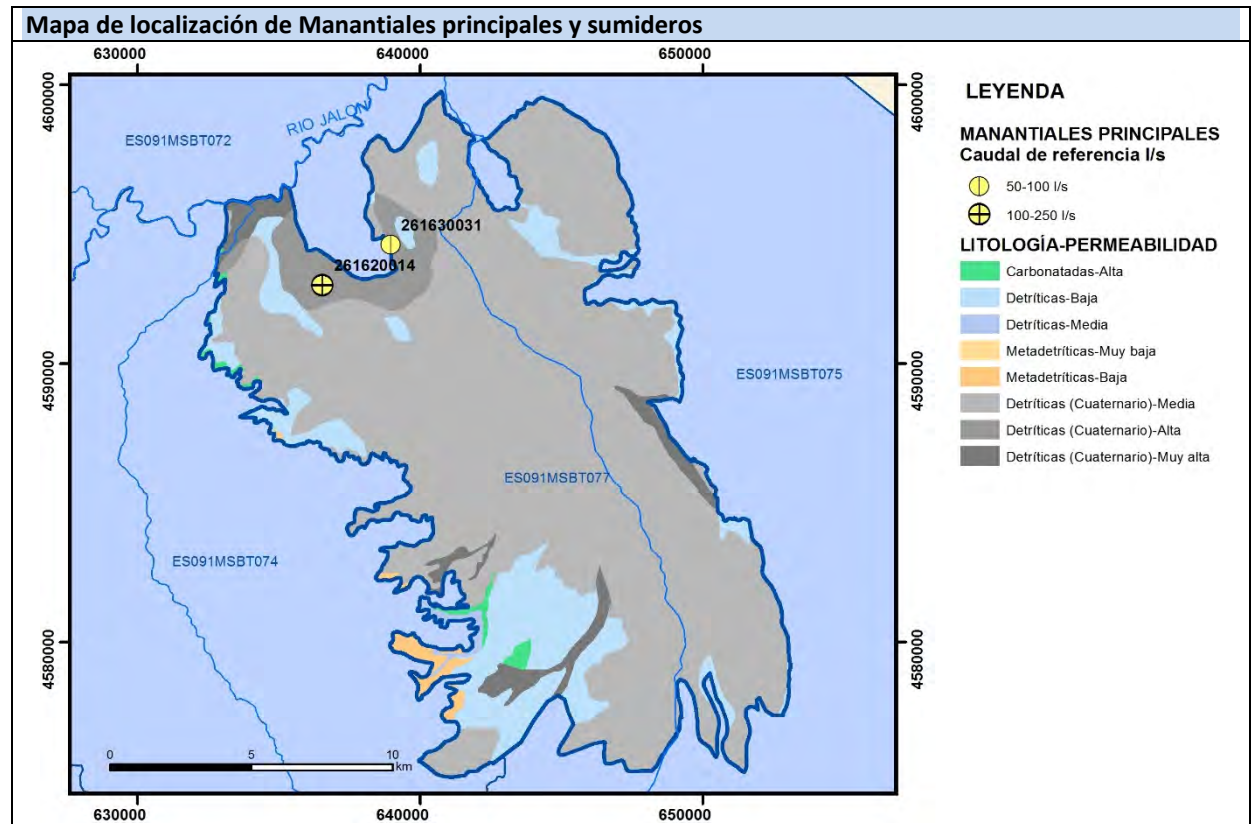 Mapa de localización de Manantiales principales y sumideros
630000 640000 650000
4600000 4600000
LEYENDA
MANANTIALES PRINCIPALES
Caudal de referencia l/s
50-100 l/s
100-250 l/s
LITOLOGÍA-PERMEABILIDAD
Carbonatadas-Alta
Detríticas-Baja
Detríticas-Media
Metadetríticas-Muy baja
Metadetríticas-Baja
Detríticas (Cuaternario)-Media
Detríticas (Cuaternario)-Alta
Detríticas (Cuaternario)-Muy alta
RIO JALON
ES091MSBT072
261630031
261620014
4590000 4590000
ES091MSBT075
ES091MSBT077
ES091MSBT074
4580000 4580000
0 5 10
km
630000 640000 650000